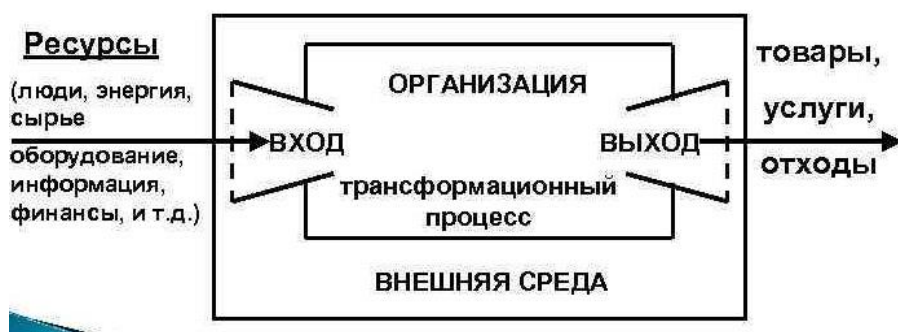 Ресурсы
(люди, энергия,
сырье
оборудование,
информация,
финансы, и т.д.)
ОРГАНИЗАЦИЯ
ВХОД
ВЫХОД
трансформационный
процесс
ВНЕШНЯЯ СРЕДА
товары,
услуги,
отходы